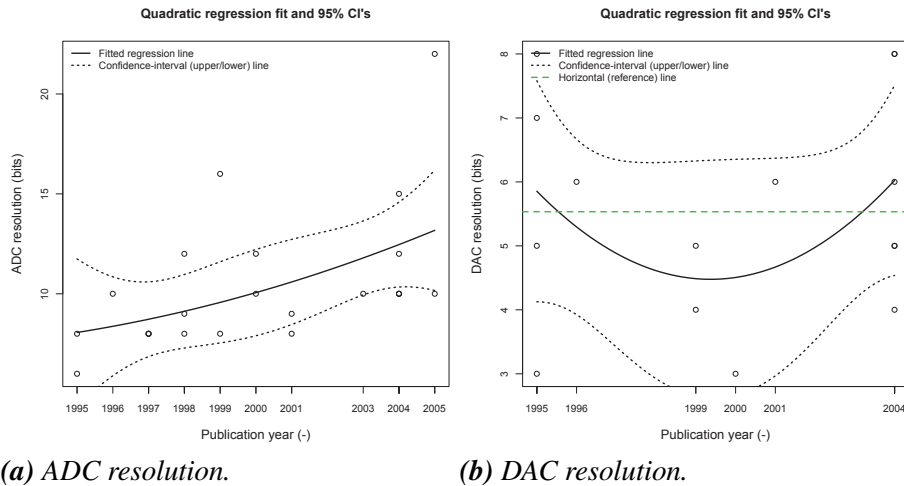 Quadratic regression fit and 95% CI's
Fitted regression line
Confidence-interval (upper/lower) line
ADC resolution (bits)
20
15
10
1995 1996 1997 1998 1999 2000 2001 2003 2004 2005
Publication year (-)
(a) ADC resolution.
Quadratic regression fit and 95% CI's
Fitted regression line
Confidence-interval (upper/lower) line
Horizontal (reference) line
DAC resolution (bits)
8
7
6
5
4
3
1995 1996 1999 2000 2001 2004
Publication year (-)
(b) DAC resolution.